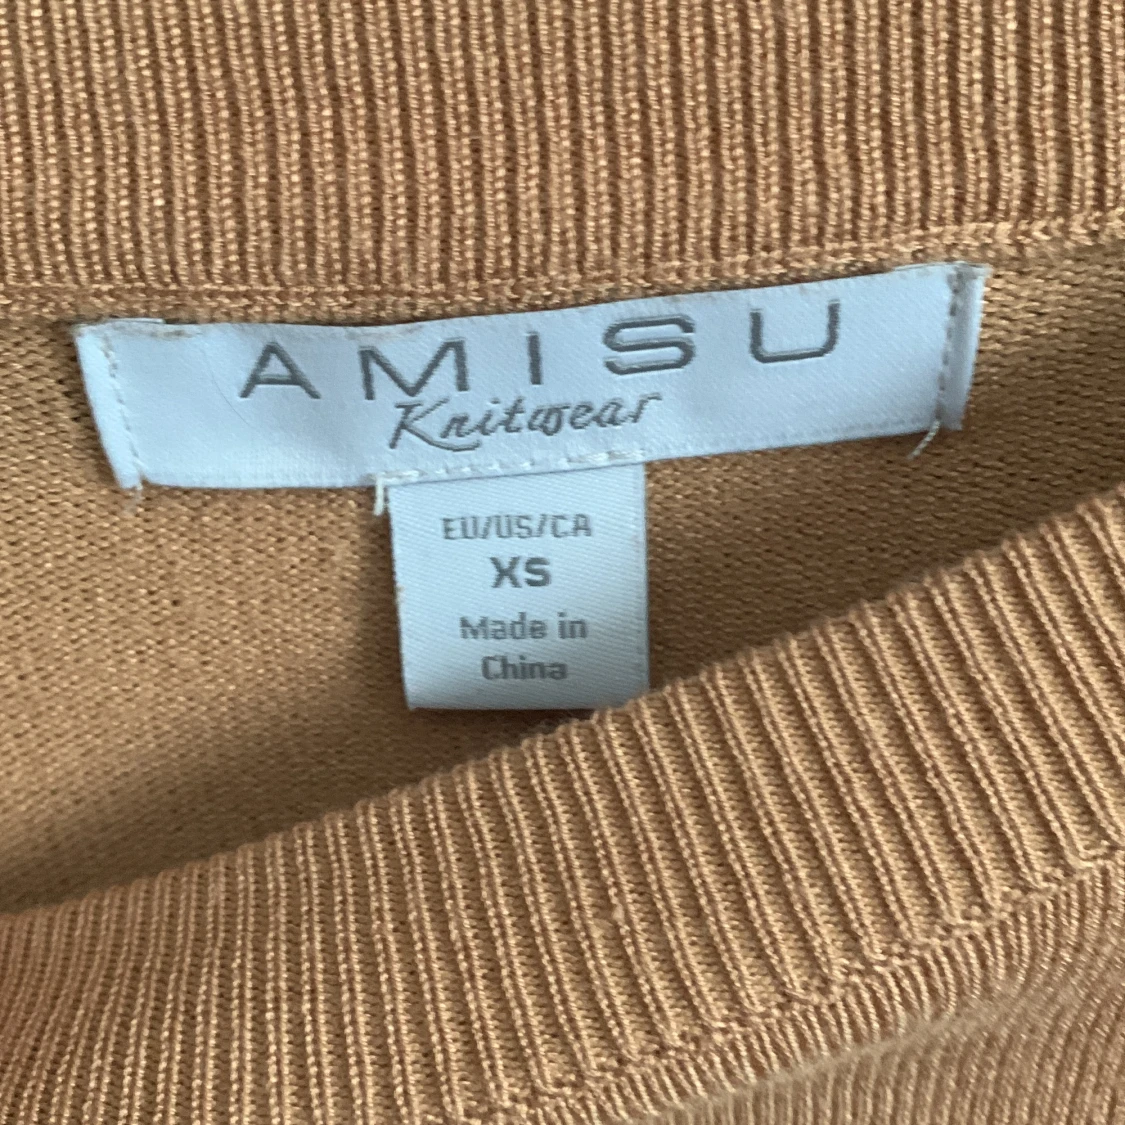 AMISU
Knitwear
EU/US/CA
XS
Made in
China